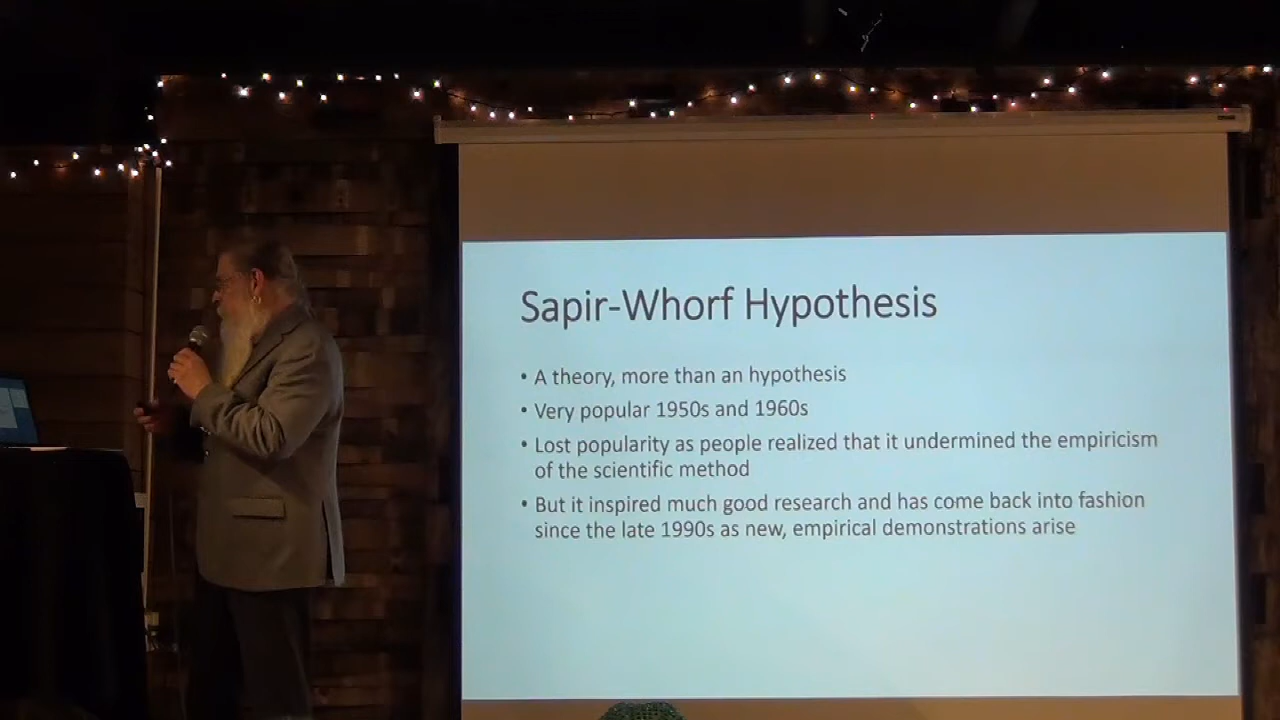 Sapir-Whorf Hypothesis
• A theory, more than an hypothesis
• Very popular 1950s and 1960s
• Lost popularity as people realized that it undermined the empiricism
of the scientific method
• But it inspired much good research and has come back into fashion
since the late 1990s as new, empirical demonstrations arise